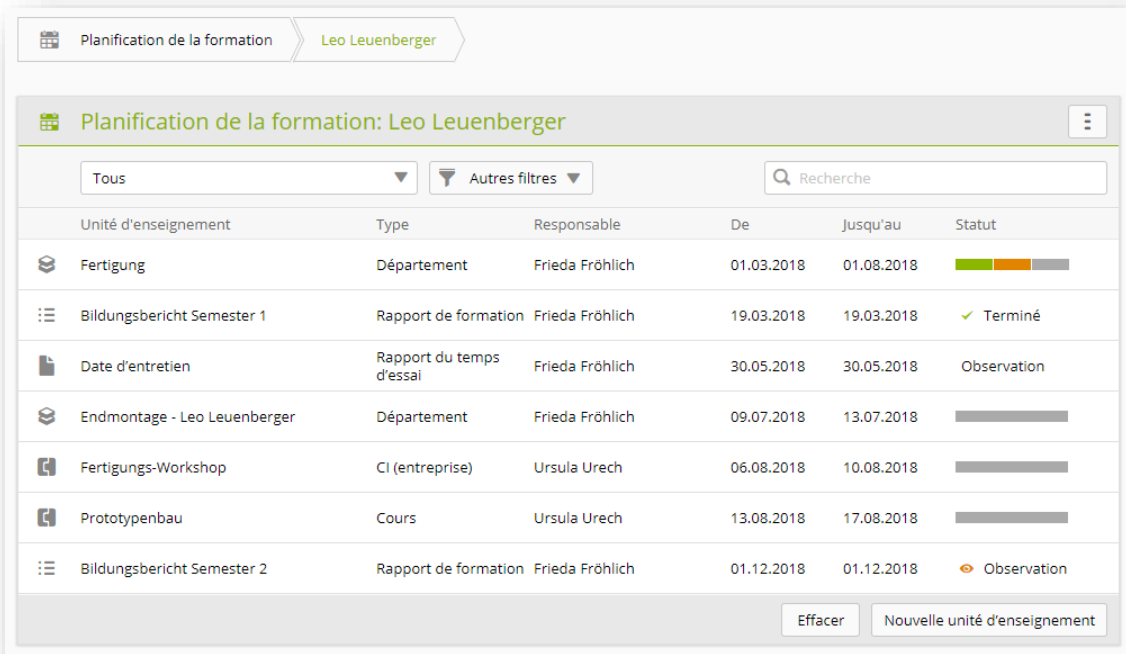 Planification de la formation Leo Leuenberger
Planification de la formation: Leo Leuenberger
Tous Autres filtres Recherche
Unité d'enseignement Type Responsable De Jusqu'au Statut
Fertigung Département Frieda Fröhlich 01.03.2018 01.08.2018
Bildungsbericht Semester 1 Rapport de formation Frieda Fröhlich 19.03.2018 19.03.2018 Terminé
Date d’entretien Rapport du temps d’essai Frieda Fröhlich 30.05.2018 30.05.2018 Observation
Endmontage - Leo Leuenberger Département Frieda Fröhlich 09.07.2018 13.07.2018
Fertigungs-Workshop CI (entreprise) Ursula Urech 06.08.2018 10.08.2018
Prototypenbau Cours Ursula Urech 13.08.2018 17.08.2018
Bildungsbericht Semester 2 Rapport de formation Frieda Fröhlich 01.12.2018 01.12.2018 Observation
Effacer Nouvelle unité d’enseignement